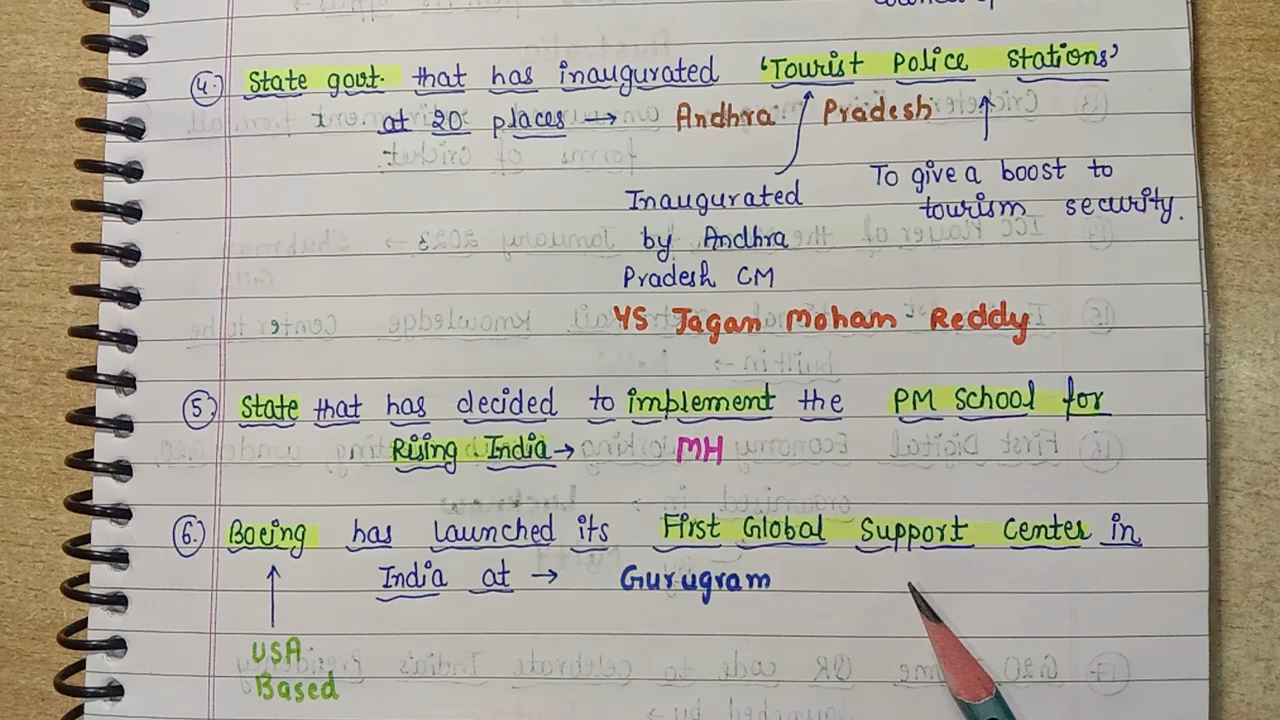 4. State govt. that has inaugurated 'Tourist Police Stations'
at 20 places → Andhra Pradesh
To give a boost to
tourism security.
Inaugurated
by Andhra
Pradesh CM
YS Jagan Moham Reddy
5. State that has decided to implement the PM School for
Rising India → MH
6. Boeing has launched its First Global Support Center in
India at → Gurugram
USA
Based